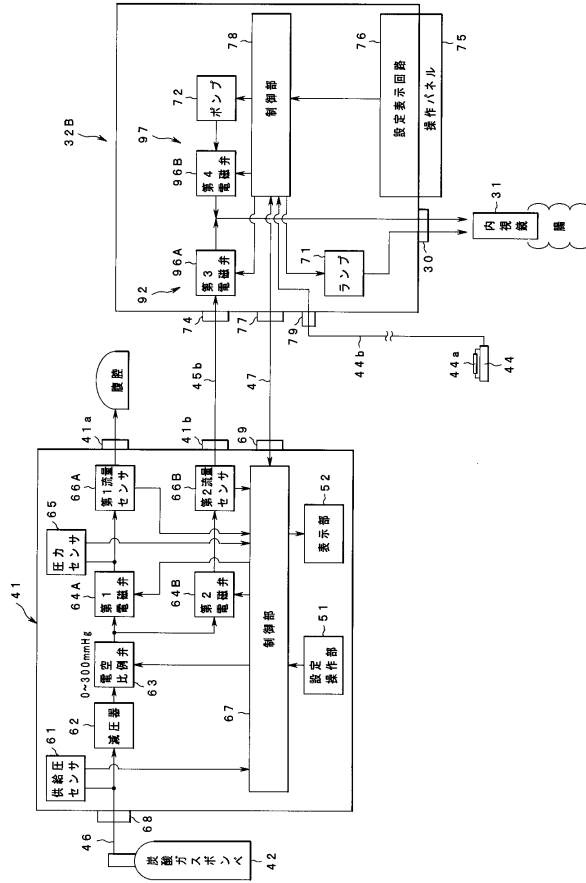 41
46
68
炭酸ガスボンベ
42
61
供給圧
センサ
62
減圧器
0~300mmHg
電空
比例弁
63
64A
第1
電磁弁
65
圧力
センサ
66A
第1流量
センサ
41a
腹腔
64B
第2
電磁弁
66B
第2流量
センサ
41b
45b
67
制御部
69
47
51
設定
操作部
52
表示部
32B
92
96A
第3
電磁弁
74
97
96B
第4
電磁弁
72
ポンプ
78
制御部
77
79
71
ランプ
76
設定表示回路
75
操作パネル
30
31
内視鏡
腸
44b
44a
44